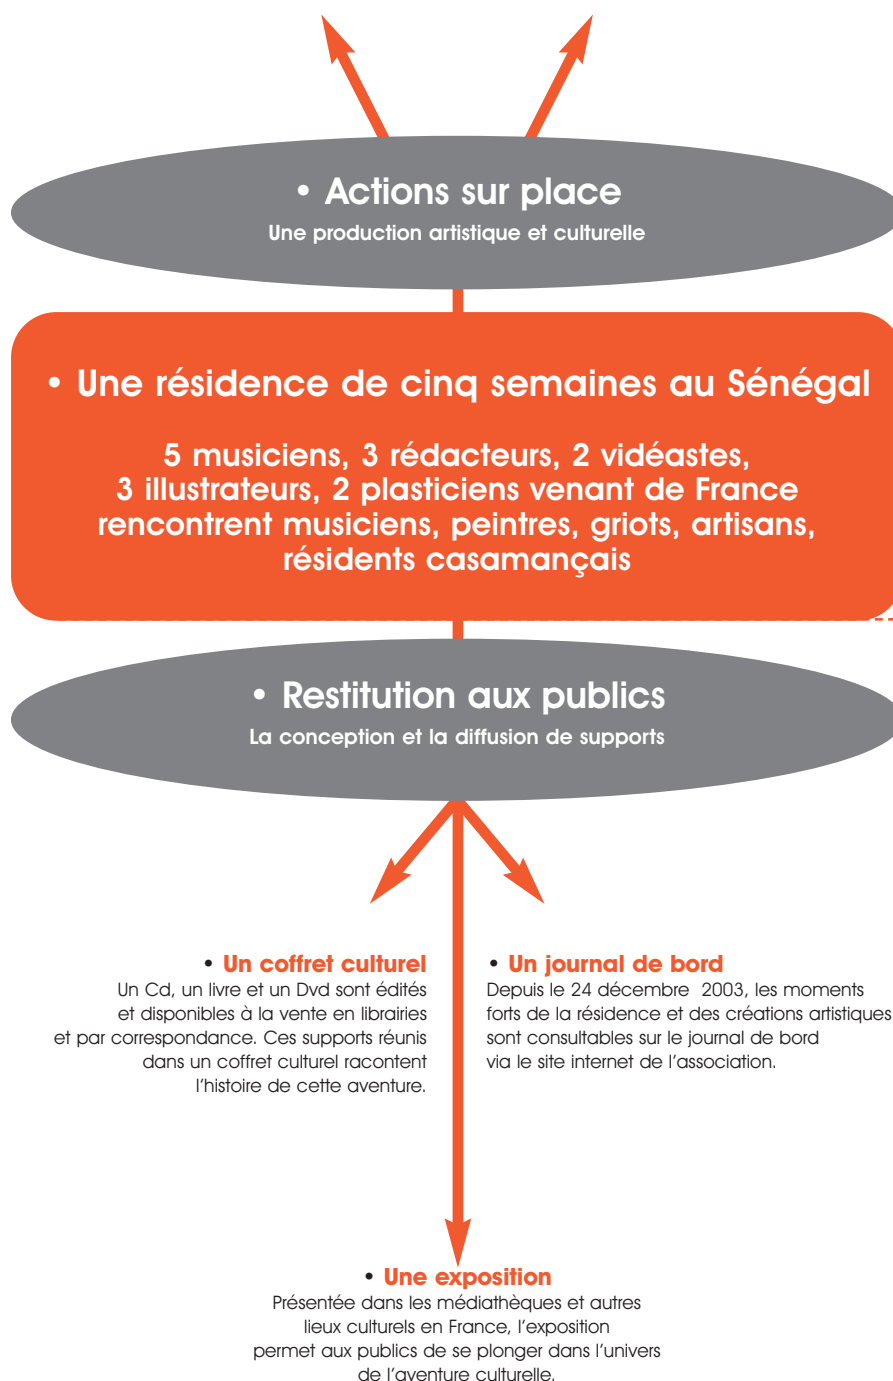 • Actions sur place
Une production artistique et culturelle
• Une résidence de cinq semaines au Sénégal
5 musiciens, 3 rédacteurs, 2 vidéastes,
3 illustrateurs, 2 plasticiens venant de France
rencontrent musiciens, peintres, griots, artisans,
résidents casamançais
• Restitution aux publics
La conception et la diffusion de supports
• Un coffret culturel
Un Cd, un livre et un Dvd sont édités
et disponibles à la vente en librairies
et par correspondance. Ces supports réunis
dans un coffret culturel racontent
l'histoire de cette aventure.
• Un journal de bord
Depuis le 24 décembre  2003, les moments
forts de la résidence et des créations artistiques
sont consultables sur le journal de bord
via le site internet de l'association.
• Une exposition
Présentée dans les médiathèques et autres
lieux culturels en France, l'exposition
permet aux publics de se plonger dans l'univers
de l'aventure culturelle.